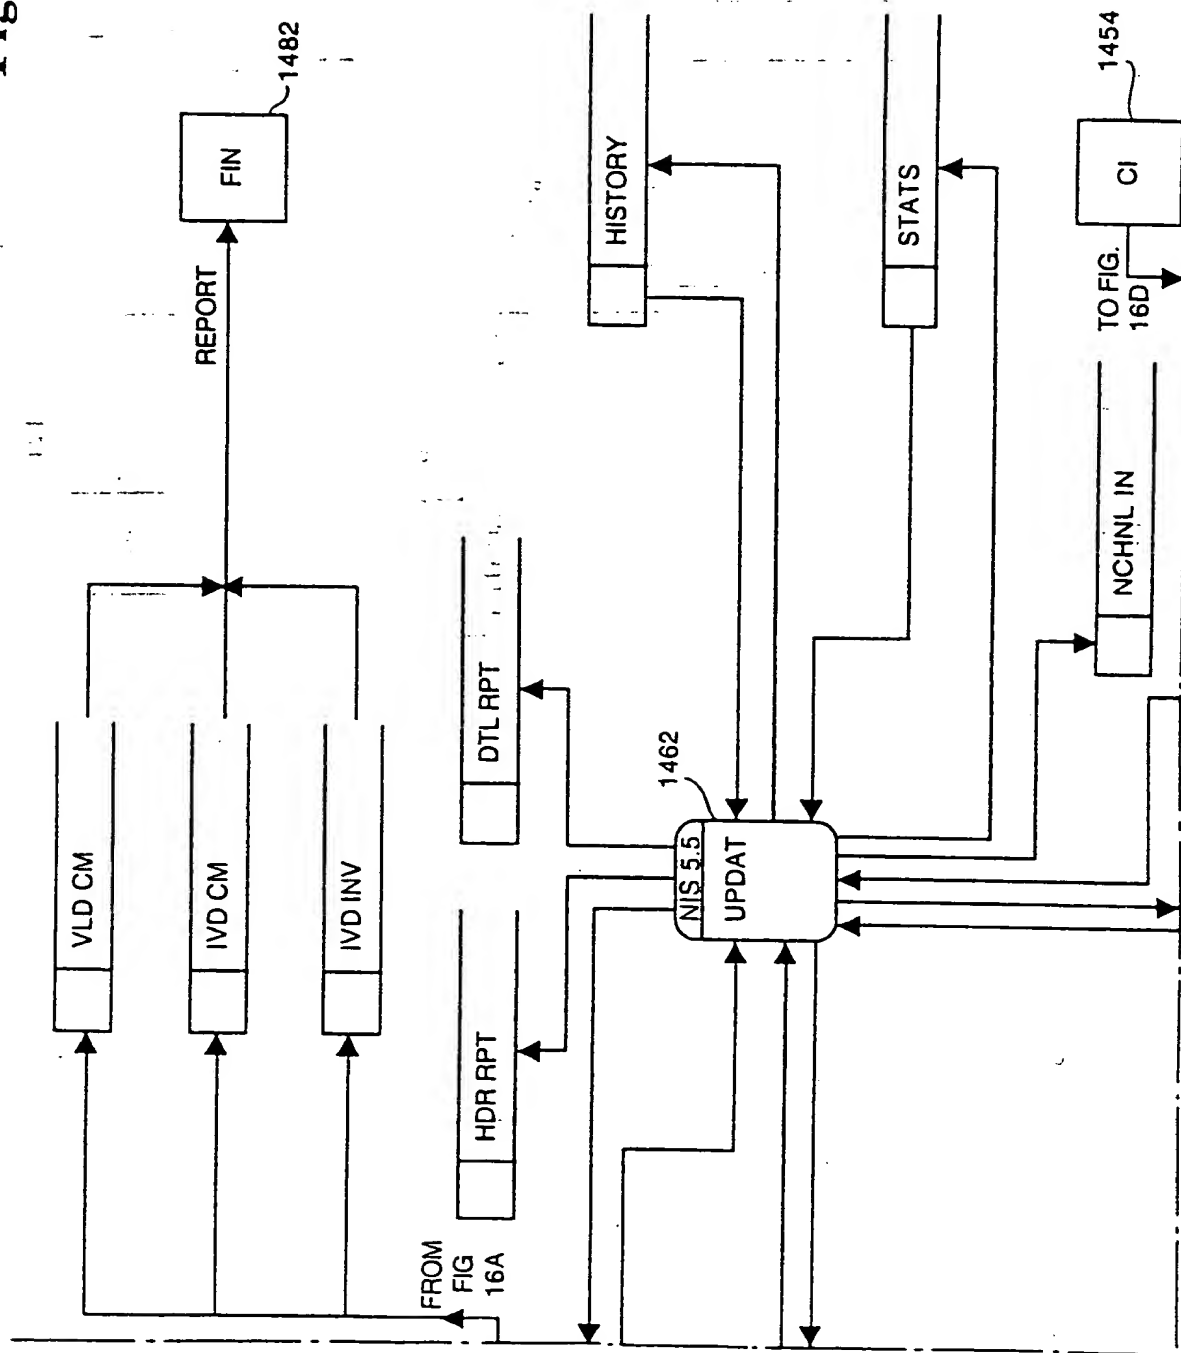 1482
FIN
REPORT
VLD CM
IVD CM
IVD INV
FROM
FIG
16A
HDR RPT
DTL RPT
HISTORY
STATS
1462
NIS 5.5
UPDAT
NCHNL IN
TO FIG.
16D
CI
1454